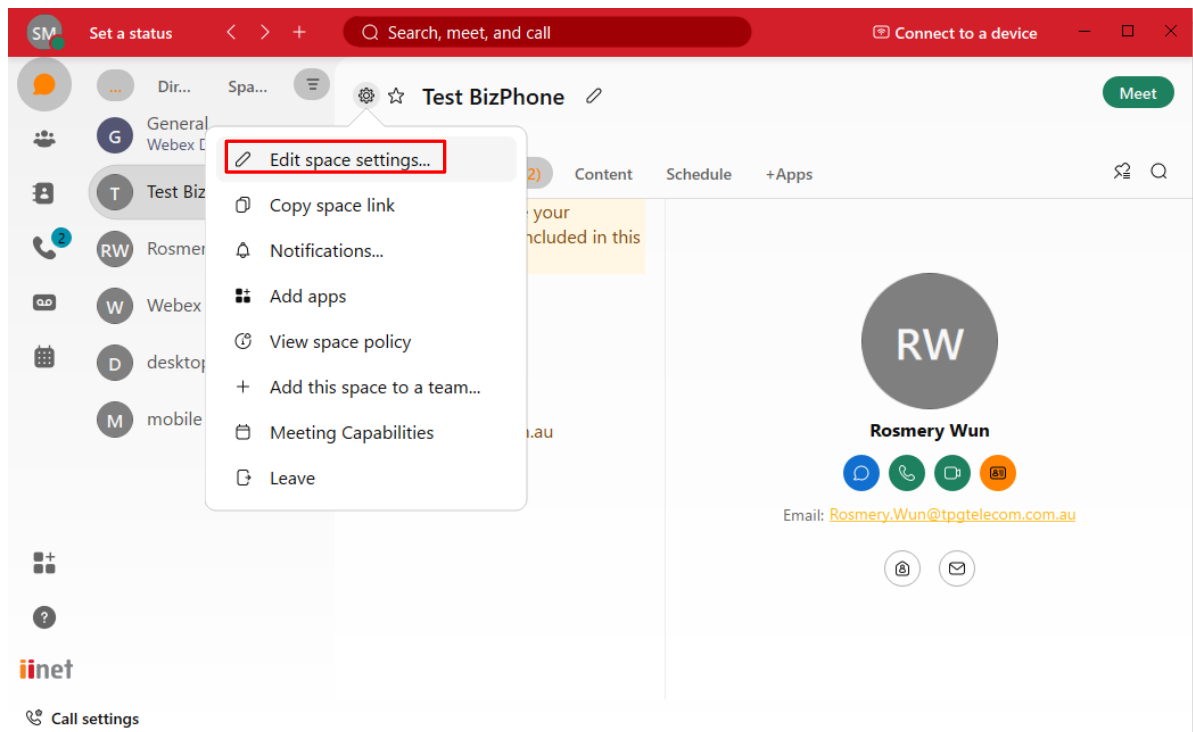 SM Set a status Search, meet, and call Connect to a device
... Dir... Spa...
Test BizPhone
Meet
G General
Webex D
T Test Biz
RW Rosmer
W Webex
D desktop
M mobile
2
Edit space settings...
Copy space link
Notifications...
Add apps
View space policy
Add this space to a team...
Meeting Capabilities
Leave
2) Content Schedule +Apps
your
ncluded in this
.au
RW
Rosmery Wun
Email: Rosmery.Wun@tpgtelecom.com.au
iinet
Call settings